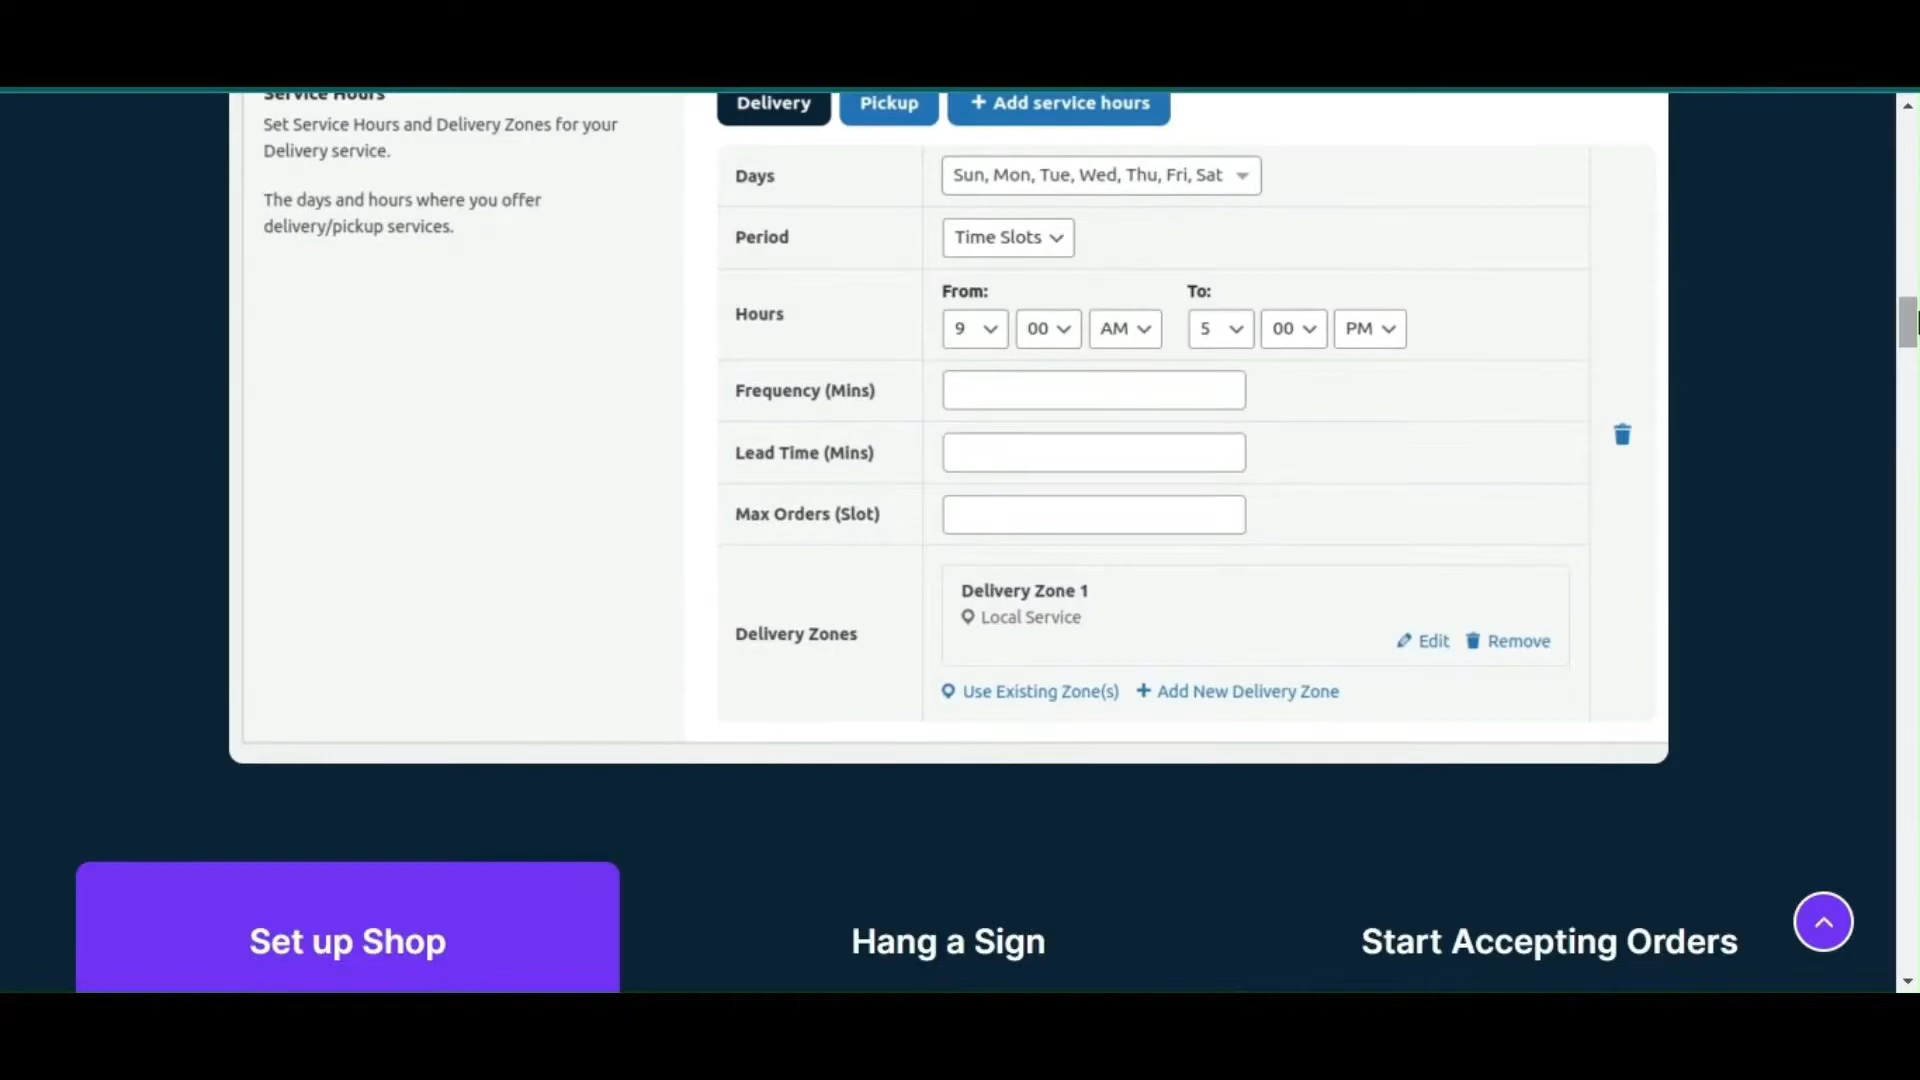 Service Hours
Set Service Hours and Delivery Zones for your
Delivery service.
The days and hours where you offer
delivery/pickup services.
Delivery
Pickup
+ Add service hours
Days
Sun, Mon, Tue, Wed, Thu, Fri, Sat
Period
Time Slots
Hours
From:
To:
9
00
AM
5
00
PM
Frequency (Mins)
Lead Time (Mins)
Max Orders (Slot)
Delivery Zones
Delivery Zone 1
Local Service
Edit
Remove
Use Existing Zone(s)
+ Add New Delivery Zone
Set up Shop
Hang a Sign
Start Accepting Orders